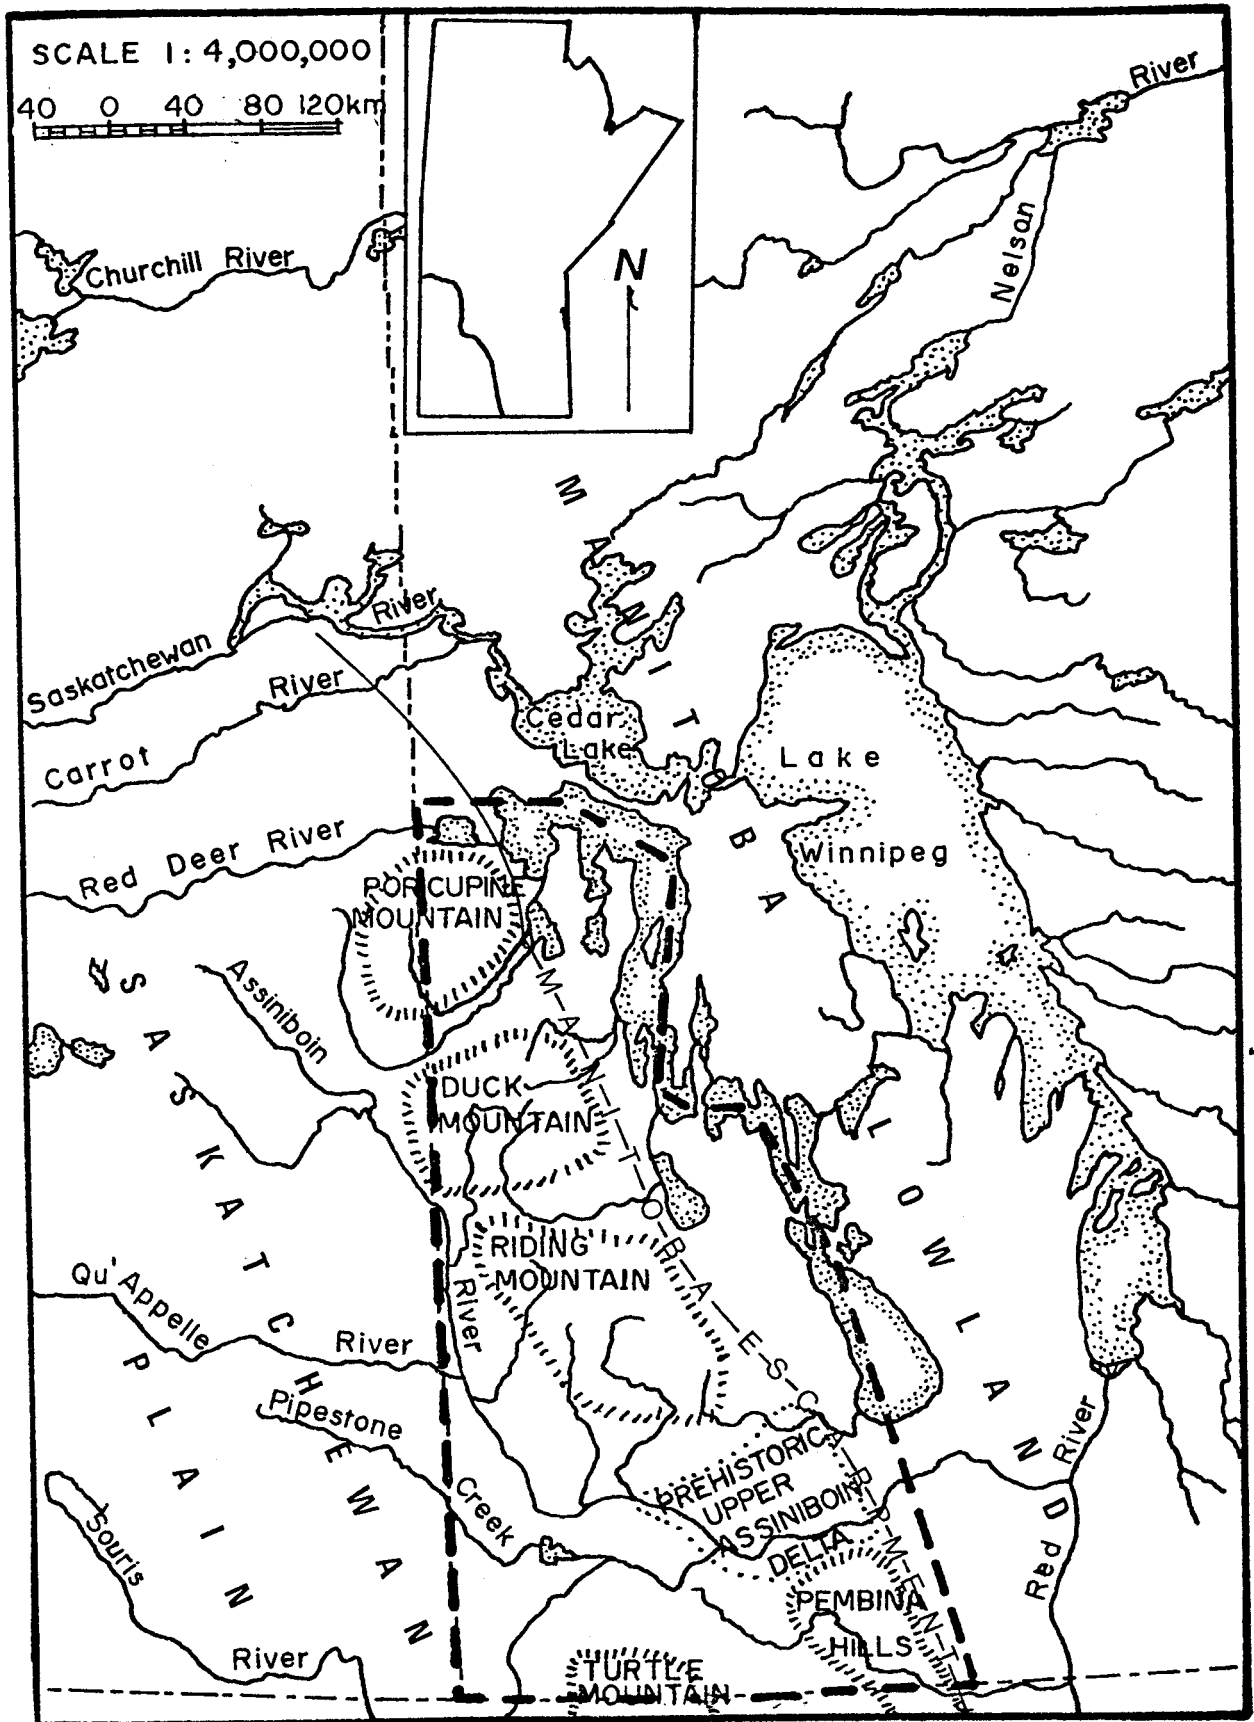 SCALE 1: 4,000,000
40 0 40 80 120km
N
River
Nelson
Churchill River
MANITOBA
LOWLAND
River
Saskatchewan
River
Carrot
Cedar
Lake
Lake
Winnipeg
Red Deer River
PORCUPINE
MOUNTAIN
SASKATCHEWAN
PLAIN
Assiniboin
River
MANITOBA ESCARPMENT
DUCK
MOUNTAIN
RIDING
MOUNTAIN
Qu'Appelle
River
Pipestone
Creek
PREHISTORIC
UPPER
ASSINIBOIN
DELTA
Souris
River
PEMBINA
HILLS
TURTLE
MOUNTAIN
Red
River